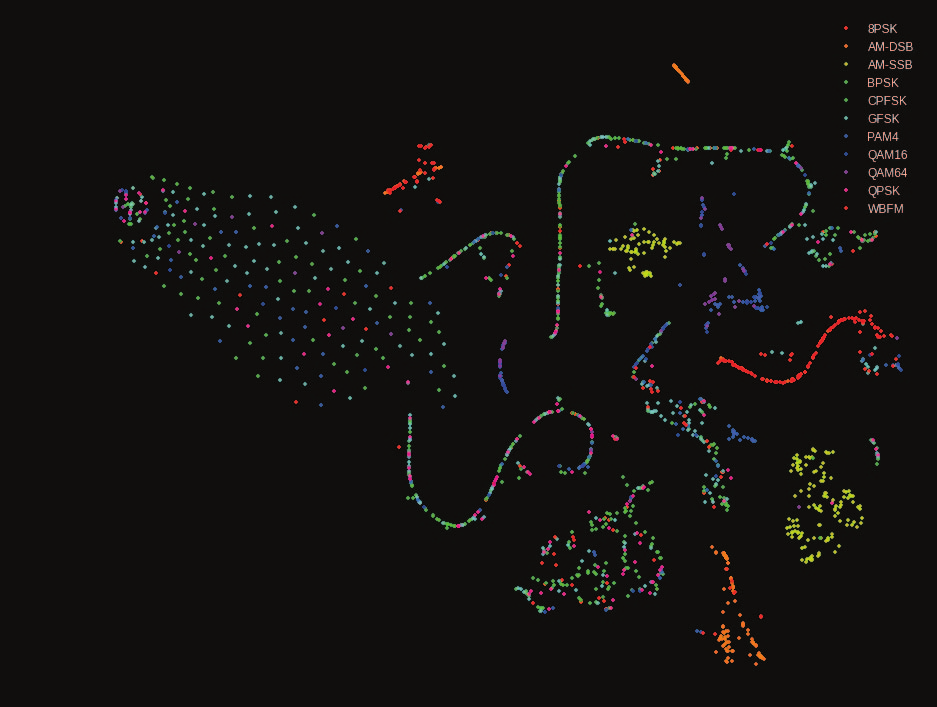 8PSK
AM-DSB
AM-SSB
BPSK
CPFSK
GFSK
PAM4
QAM16
QAM64
QPSK
WBFM